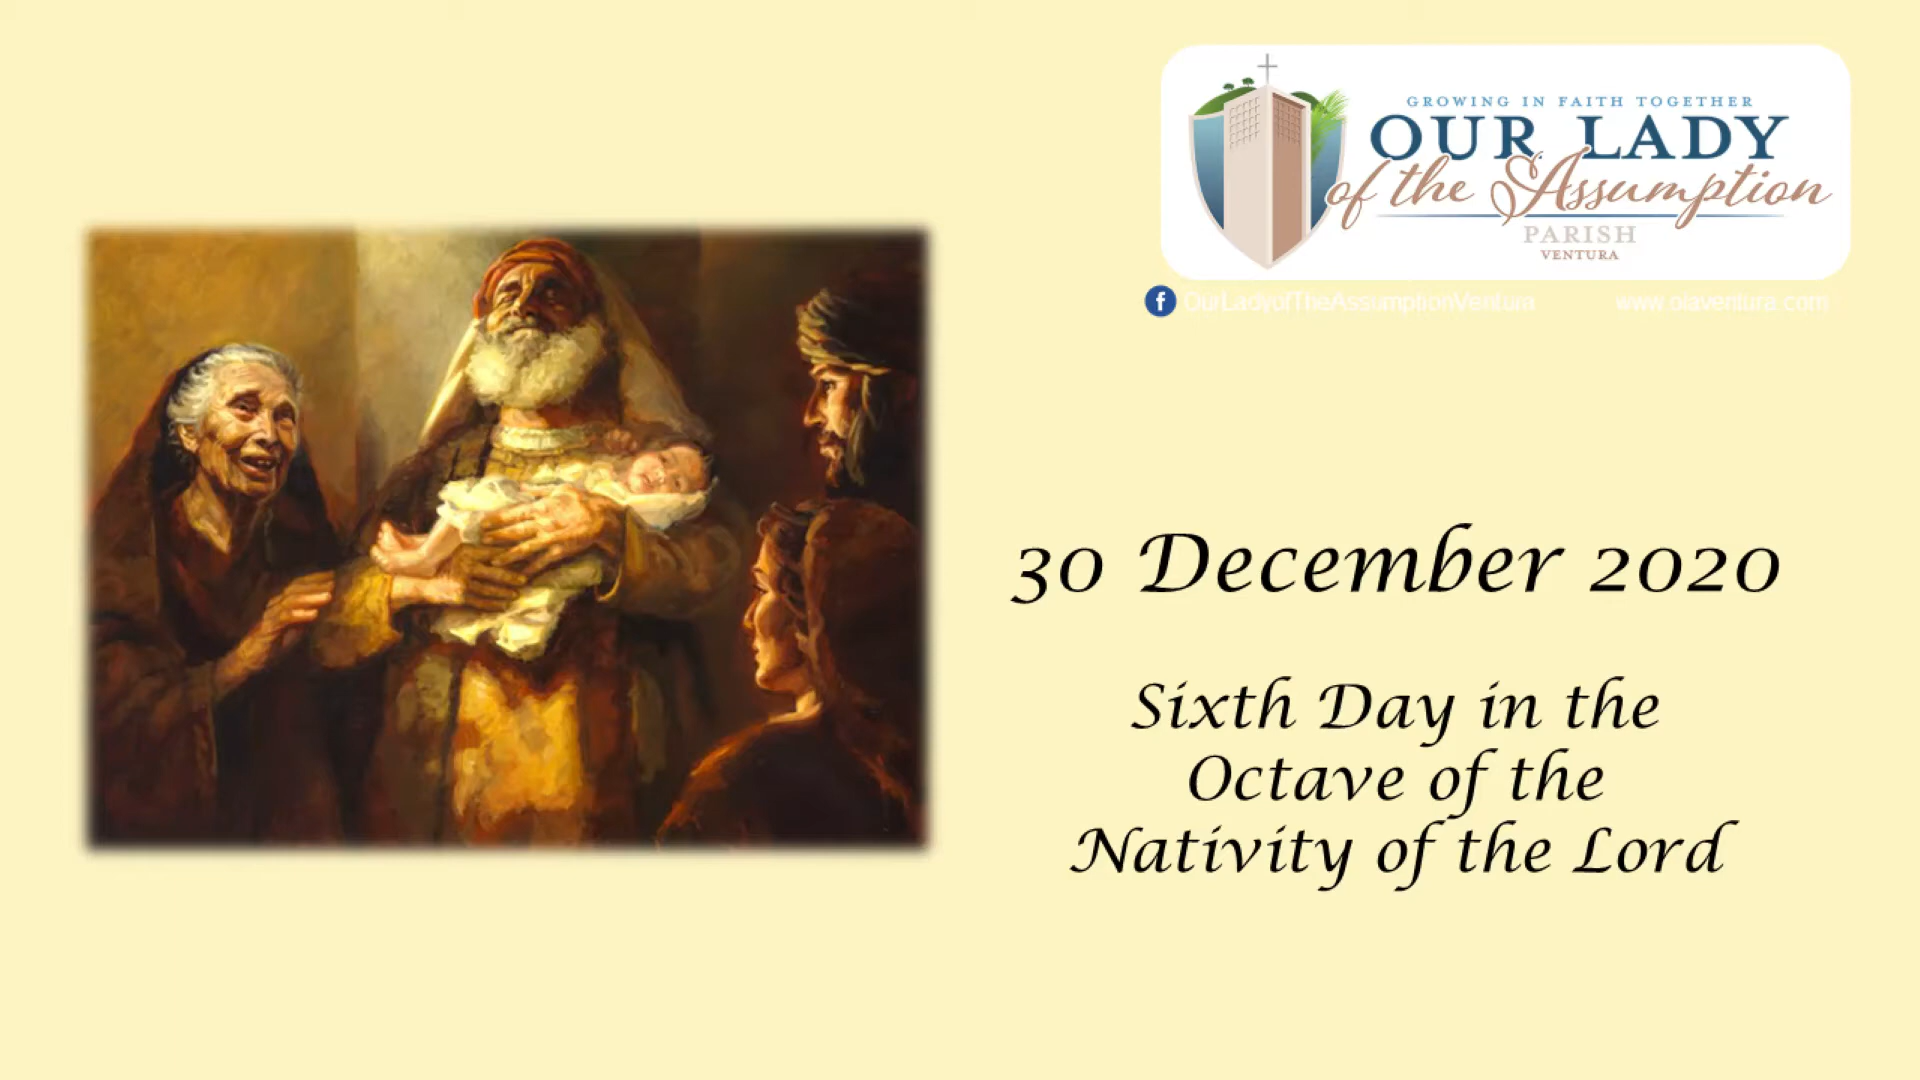 GROWING IN FAITH TOGETHER
OUR LADY
of the Assumption
PARISH
VENTURA
OurLadyofTheAssumptionVentura www.olaventura.com
30 December 2020
Sixth Day in the
Octave of the
Nativity of the Lord